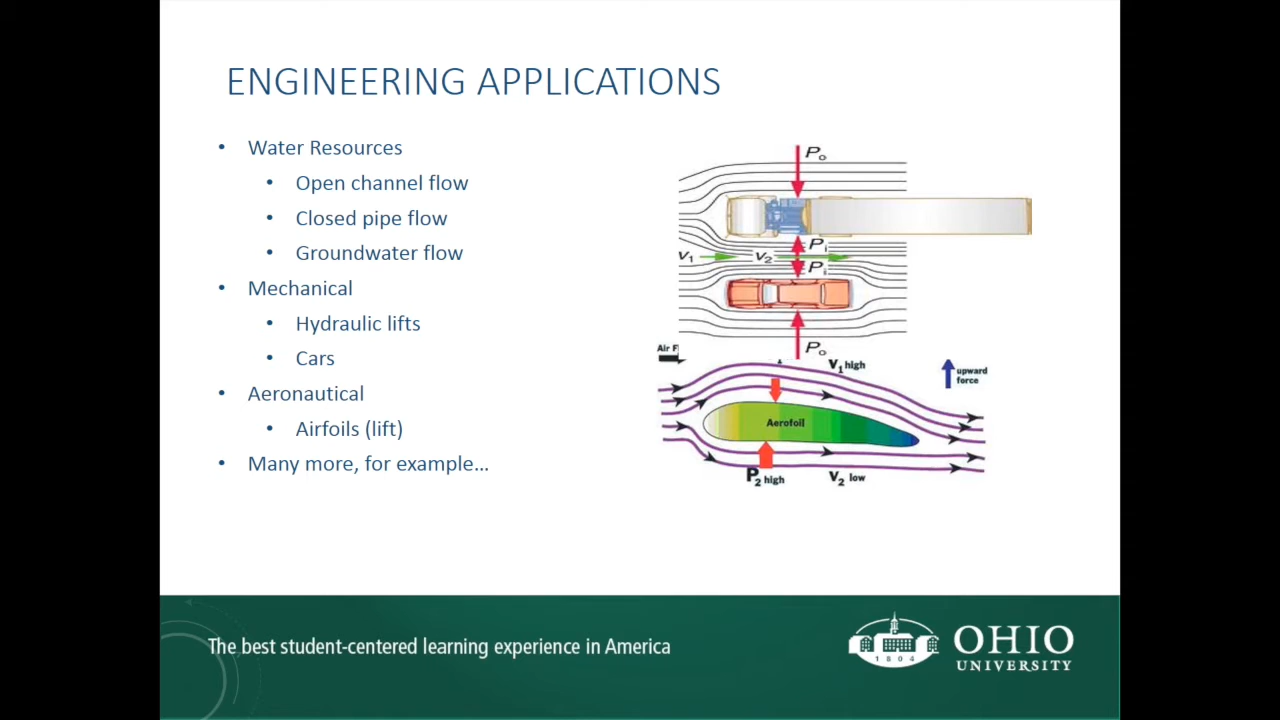 ENGINEERING APPLICATIONS
• Water Resources
• Open channel flow
• Closed pipe flow
• Groundwater flow
• Mechanical
• Hydraulic lifts
• Cars
• Aeronautical
• Airfoils (lift)
• Many more, for example...
Po
Pi
V1 V2
Pi
Po
Air F
V1 high
upward
force
Aerofoil
P2 high
V2 low
The best student-centered learning experience in America
1804
OHIO
UNIVERSITY